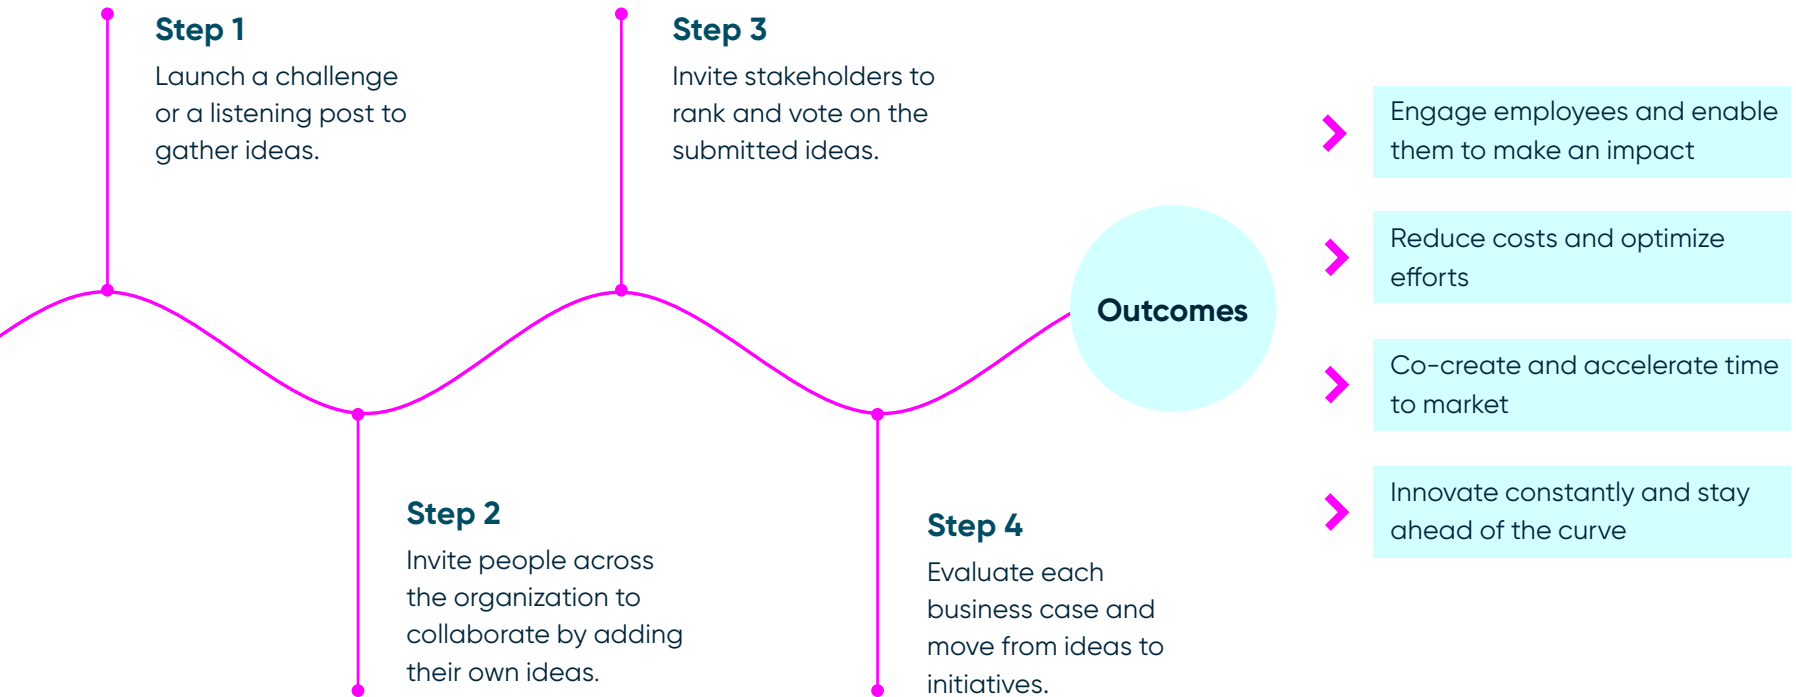 Step 1
Launch a challenge
or a listening post to
gather ideas.
Step 2
Invite people across
the organization to
collaborate by adding
their own ideas.
Step 3
Invite stakeholders to
rank and vote on the
submitted ideas.
Step 4
Evaluate each
business case and
move from ideas to
initiatives.
Outcomes
Engage employees and enable
them to make an impact
Reduce costs and optimize
efforts
Co-create and accelerate time
to market
Innovate constantly and stay
ahead of the curve